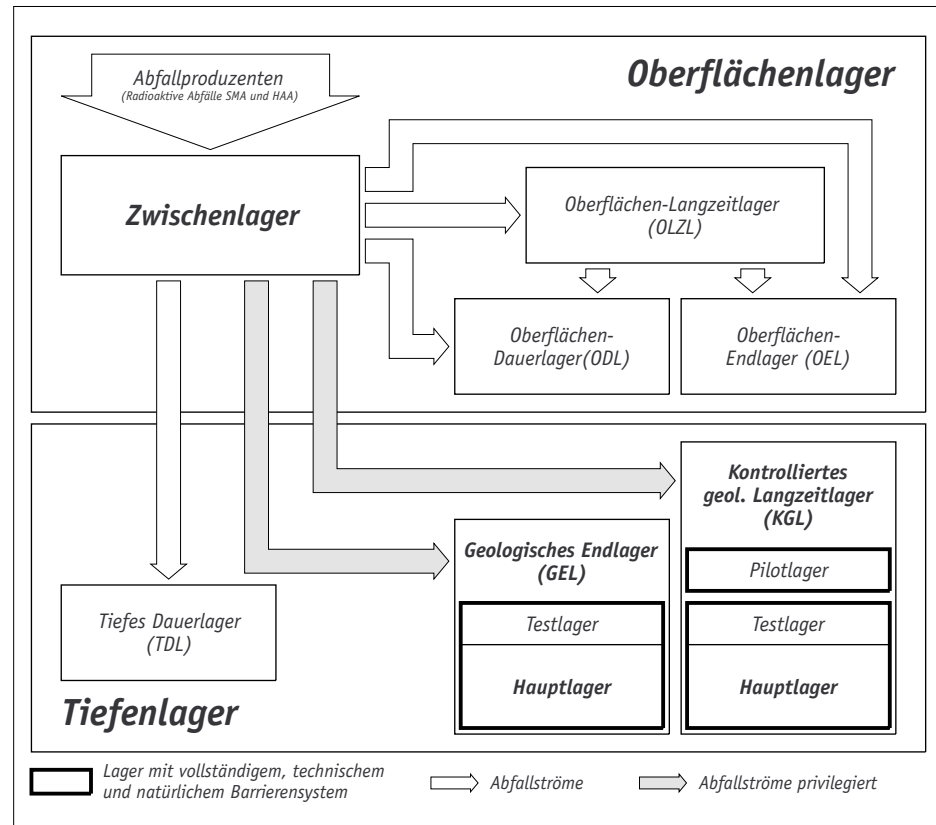 Oberflächenlager
Abfallproduzenten
(Radioaktive Abfälle SMA und HAA)
Zwischenlager
Oberflächen-Langzeitlager
(OLZL)
Oberflächen-
Dauerlager(ODL)
Oberflächen-
Endlager (OEL)
Kontrolliertes
geol. Langzeitlager
(KGL)
Pilotlager
Testlager
Hauptlager
Geologisches Endlager
(GEL)
Testlager
Hauptlager
Tiefes Dauerlager
(TDL)
Tiefenlager
Lager mit vollständigem, technischem
und natürlichem Barrierensystem
Abfallströme
Abfallströme privilegiert